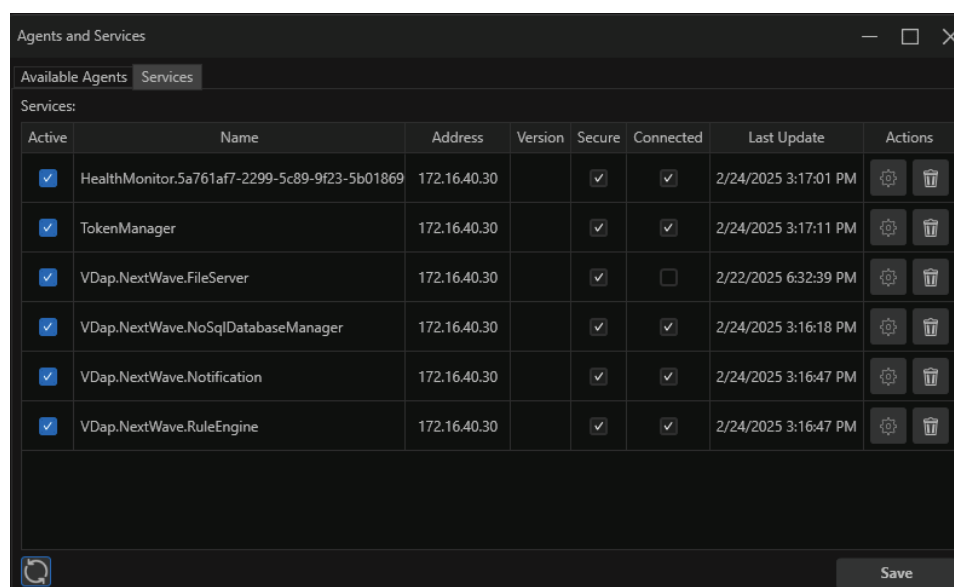 Agents and Services
Available Agents Services
Services:
Active Name Address Version Secure Connected Last Update Actions
HealthMonitor.5a761af7-2299-5c89-9f23-5b01869 172.16.40.30 2/24/2025 3:17:01 PM
TokenManager 172.16.40.30 2/24/2025 3:17:11 PM
VDap.NextWave.FileServer 172.16.40.30 2/22/2025 6:32:39 PM
VDap.NextWave.NoSqlDatabaseManager 172.16.40.30 2/24/2025 3:16:18 PM
VDap.NextWave.Notification 172.16.40.30 2/24/2025 3:16:47 PM
VDap.NextWave.RuleEngine 172.16.40.30 2/24/2025 3:16:47 PM
Save